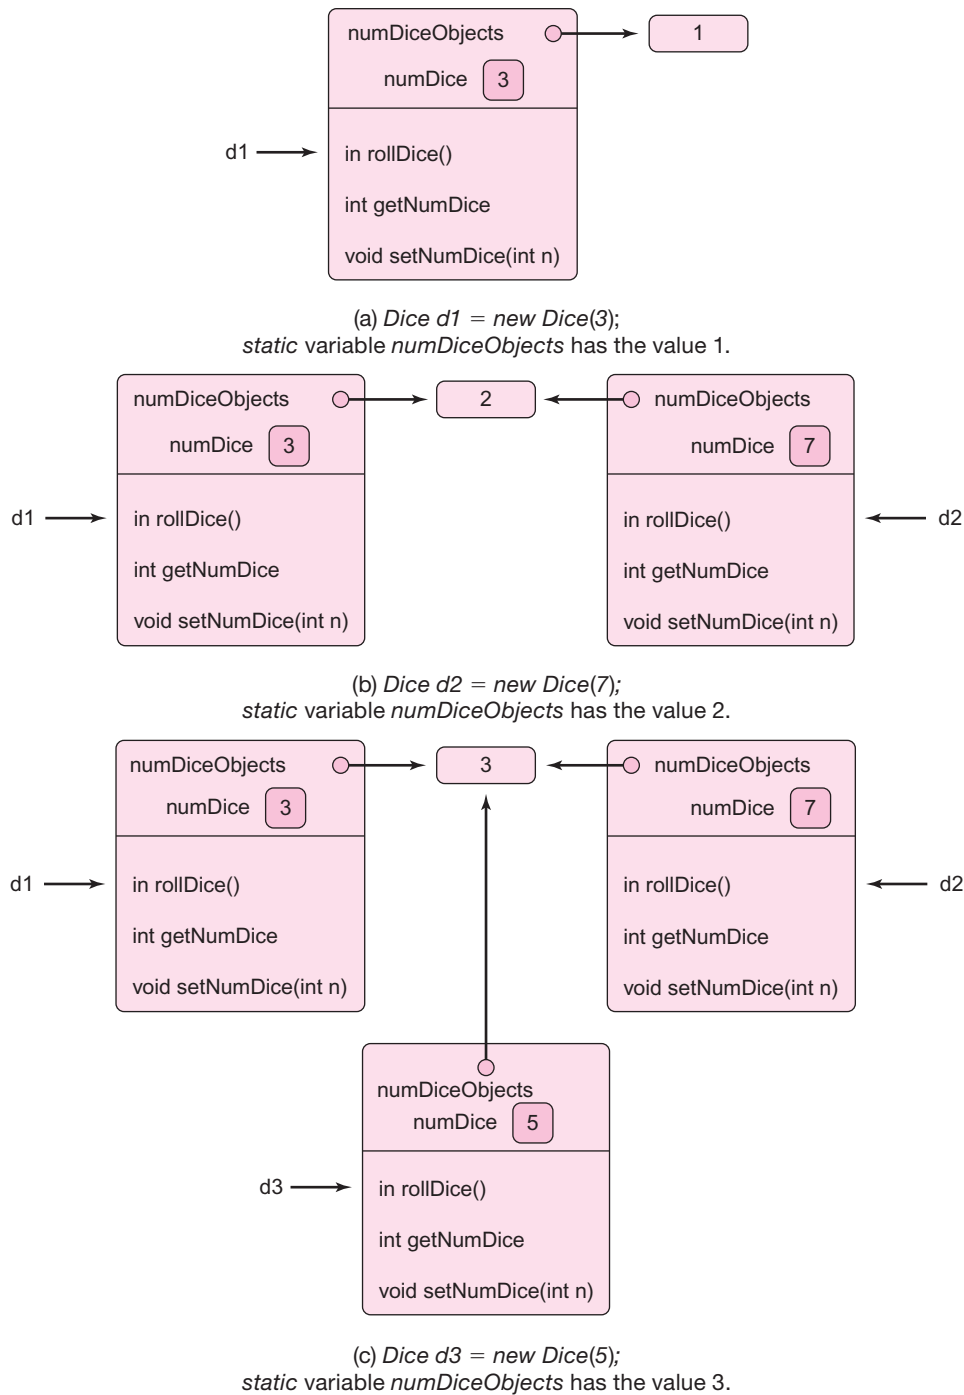 numDiceObjects 1
numDice 3
d1 in rollDice()
int getNumDice
void setNumDice(int n)
(a) Dice d1 = new Dice(3);
static variable numDiceObjects has the value 1.
numDiceObjects 2 numDiceObjects
numDice 3 numDice 7
d1 in rollDice() in rollDice() d2
int getNumDice int getNumDice
void setNumDice(int n) void setNumDice(int n)
(b) Dice d2 = new Dice(7);
static variable numDiceObjects has the value 2.
numDiceObjects 3 numDiceObjects
numDice 3 numDice 7
d1 in rollDice() in rollDice() d2
int getNumDice int getNumDice
void setNumDice(int n) void setNumDice(int n)
numDiceObjects
numDice 5
d3 in rollDice()
int getNumDice
void setNumDice(int n)
(c) Dice d3 = new Dice(5);
static variable numDiceObjects has the value 3.